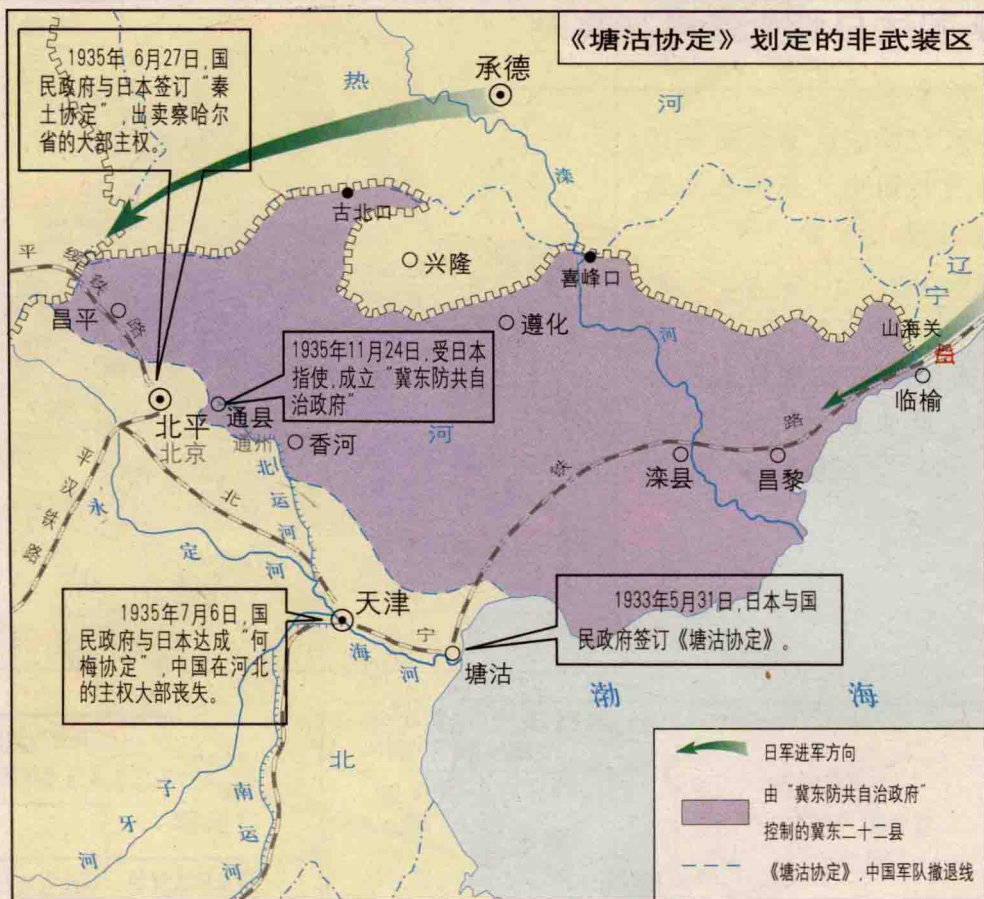 《塘沽协定》划定的非武装区
1935年 6月27日,国
民政府与日本签订“秦
土协定”,出卖察哈尔
省的大部主权。
热
河
承德
滦
河
古北口
兴隆
喜峰口
辽
宁
平
绥
铁
路
昌平
遵化
山海关
临榆
1935年11月24日,受日本
指使,成立“冀东防共自
治政府”
北平
北京
通县
通州
香河
河
滦县
昌黎
路
铁
平
汉
铁
路
永
定
河
北
北
运
河
1935年7月6日,国
民政府与日本达成“何
梅协定”,中国在河北
的主权大部丧失。
天津
海
河
宁
塘沽
1933年5月31日,日本与国
民政府签订《塘沽协定》。
渤
海
北
子
牙
河
南
运
河
日军进军方向
由“冀东防共自治政府”
控制的冀东二十二县
《塘沽协定》,中国军队撤退线